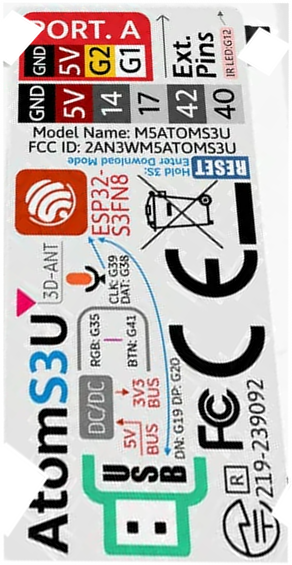 PORT. A
GND 5V G2 G1
Ext. Pins
IR LED:G12
GND 5V 14 17 42 40
Model Name: M5ATOMS3U
FCC ID: 2AN3WM5ATOMS3U
RESET
Hold 3S:
Enter Download Mode
ESP32-
S3FN8
3D-ANT
CLK: G39
DAT: G38
AtomS3U
RGB: G35
BTN: G41
DC/DC
5V
BUS
3V3
BUS
DN: G19 DP: G20
USB
FC CE
R
219-239092